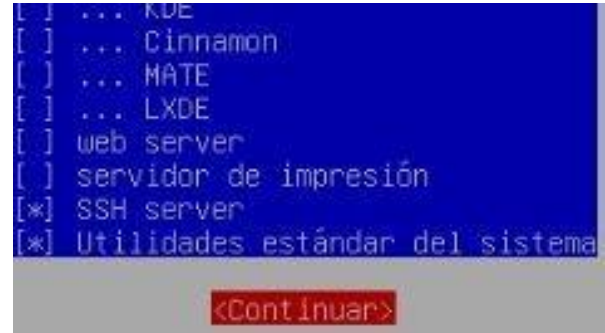 [ ] ... KDE
[ ] ... Cinnamon
[ ] ... MATE
[ ] ... LXDE
[ ] web server
[ ] servidor de impresión
[*] SSH server
[*] Utilidades estándar del sistema
<Continuar>